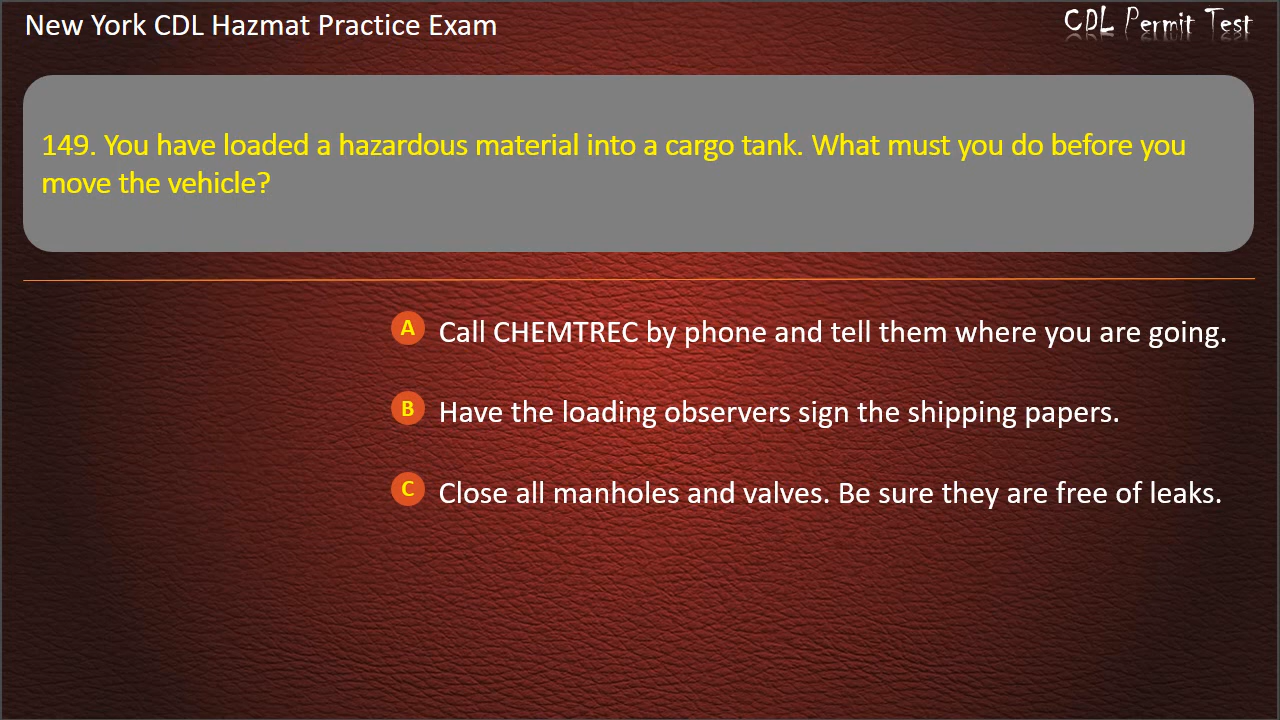 New York CDL Hazmat Practice Exam
CDL Permit Test
149. You have loaded a hazardous material into a cargo tank. What must you do before you
move the vehicle?
A Call CHEMTREC by phone and tell them where you are going.
B Have the loading observers sign the shipping papers.
C Close all manholes and valves. Be sure they are free of leaks.